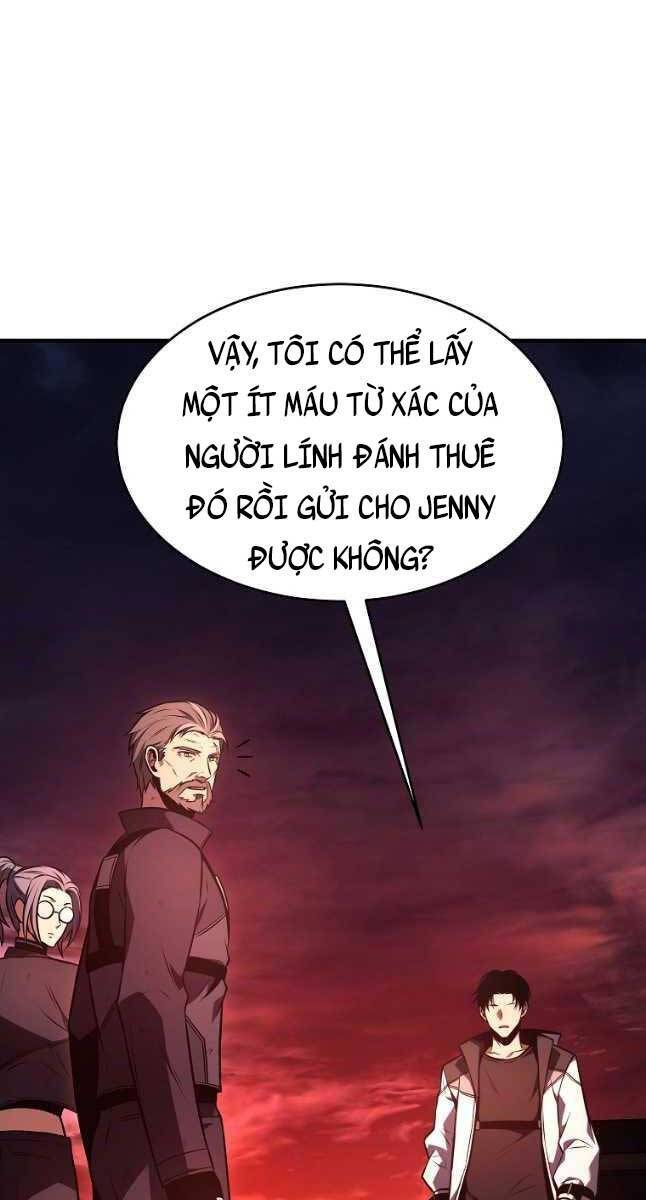 VẬY, TÔI CÓ THỂ LẤY
MỘT ÍT MÁU TỪ XÁC CỦA
NGƯỜI LÍNH ĐÁNH THUÊ
ĐÓ RỒI GỬI CHO JENNY
ĐƯỢC KHÔNG?